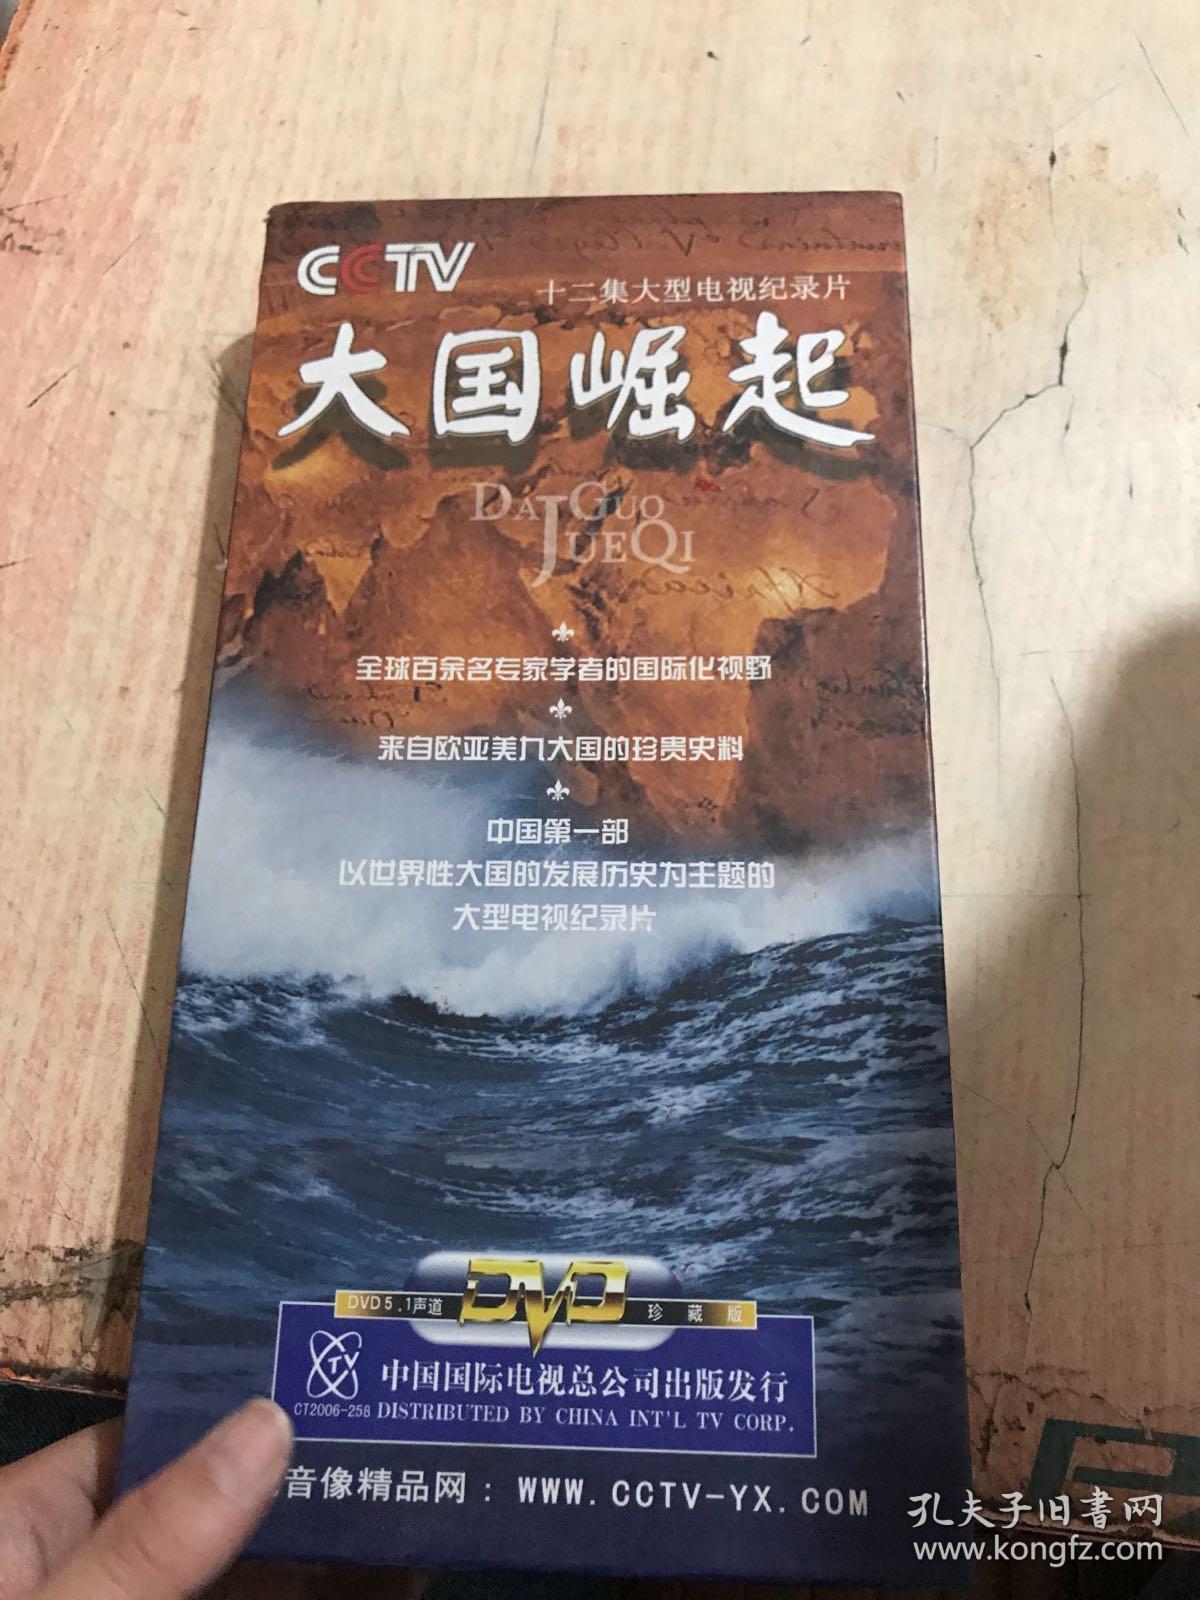 CCTV
十二集大型电视纪录片
大国崛起
DA GUO
JUE QI
全球百余名专家学者的国际化视野
来自欧亚美九大国的珍贵史料
中国第一部
以世界性大国的发展历史为主题的
大型电视纪录片
DVD5.1声道
DVD
珍藏版
TV
中国国际电视总公司出版发行
CT2006-258 DISTRIBUTED BY CHINA INT'L TV CORP.
音像精品网：WWW.CCTV-YX.COM
孔夫子旧书网
www.kongfz.com